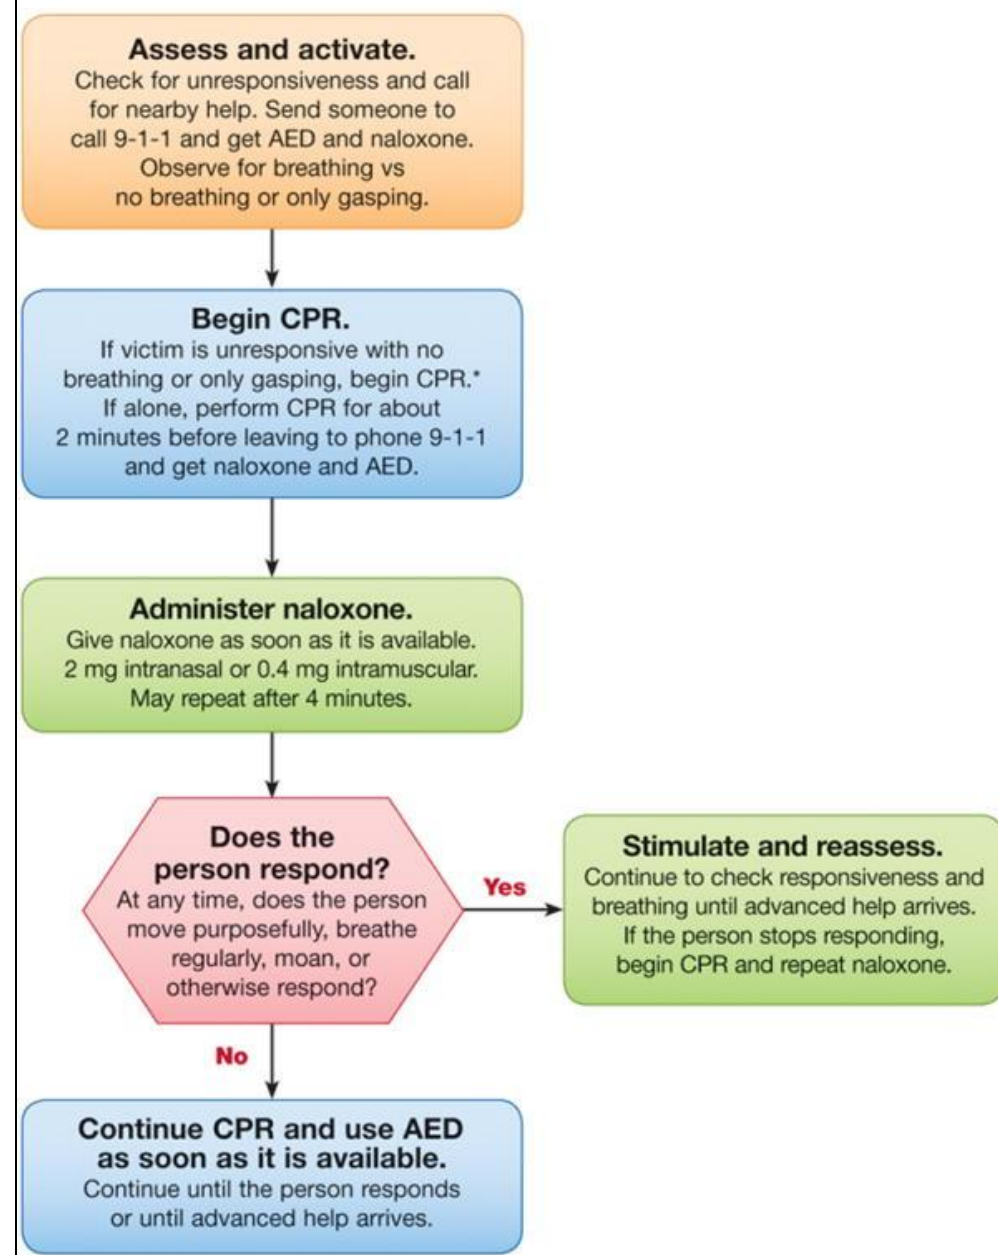 Assess and activate.
Check for unresponsiveness and call
for nearby help. Send someone to
call 9-1-1 and get AED and naloxone.
Observe for breathing vs
no breathing or only gasping.
Begin CPR.
If victim is unresponsive with no
breathing or only gasping, begin CPR.*
If alone, perform CPR for about
2 minutes before leaving to phone 9-1-1
and get naloxone and AED.
Administer naloxone.
Give naloxone as soon as it is available.
2 mg intranasal or 0.4 mg intramuscular.
May repeat after 4 minutes.
Does the
person respond?
At any time, does the person
move purposefully, breathe
regularly, moan, or
otherwise respond?
Yes
Stimulate and reassess.
Continue to check responsiveness and
breathing until advanced help arrives.
If the person stops responding,
begin CPR and repeat naloxone.
No
Continue CPR and use AED
as soon as it is available.
Continue until the person responds
or until advanced help arrives.